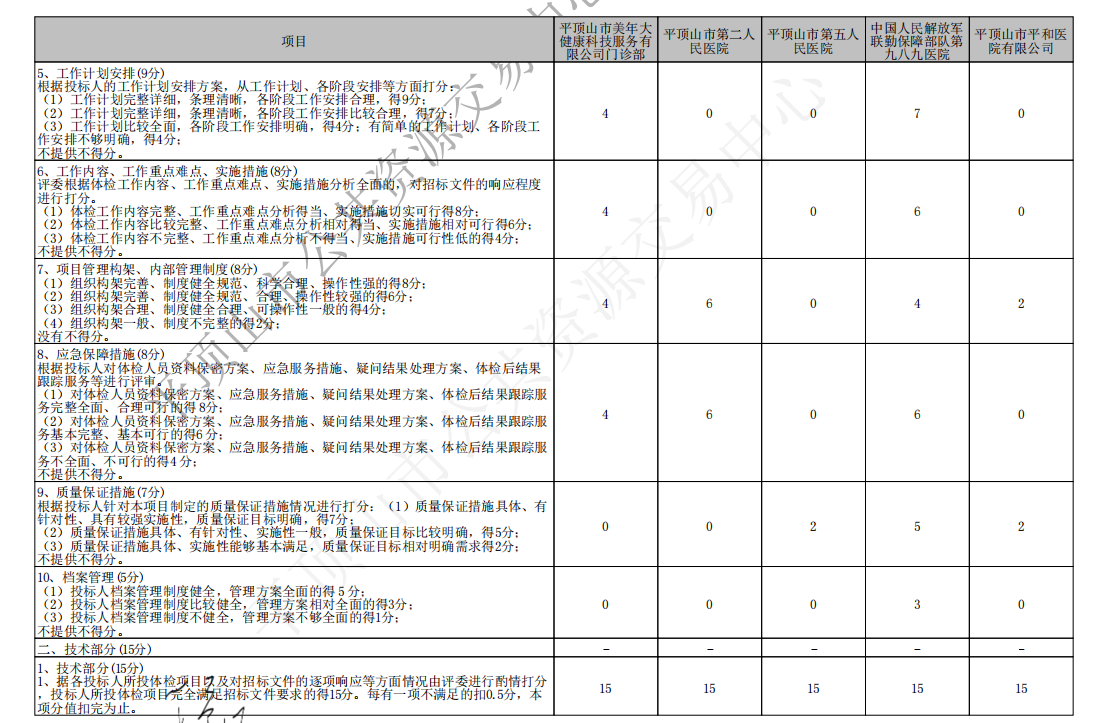 项目
平顶山市美年大
健康科技服务有
限公司门诊部
平顶山市第二人
民医院
平顶山市第五人
民医院
中国人民解放军
联勤保障部队第
九八九医院
平顶山市平和医
院有限公司
5、工作计划安排(9分)
根据投标人的工作计划安排方案，从工作计划、各阶段安排等方面打分：
（1）工作计划完整详细，条理清晰，各阶段工作安排合理，得9分；
（2）工作计划完整详细，条理清晰，各阶段工作安排比较合理，得7分；
（3）工作计划比较全面，各阶段工作安排明确，得4分；有简单的工作计划、各阶段工
作安排不够明确，得4分；
不提供不得分。
4
0
0
7
0
6、工作内容、工作重点难点、实施措施(8分)
评委根据体检工作内容、工作重点难点、实施措施分析全面的，对招标文件的响应程度
进行打分。
（1）体检工作内容完整、工作重点难点分析得当、实施措施切实可行得8分；
（2）体检工作内容比较完整、工作重点难点分析相对得当、实施措施相对可行得6分；
（3）体检工作内容不完整、工作重点难点分析不得当、实施措施可行性低的得4分；
不提供不得分。
4
0
0
6
0
7、项目管理构架、内部管理制度(8分)
（1）组织构架完善、制度健全规范、科学合理、操作性强的得8分；
（2）组织构架完善、制度健全规范、合理、操作性较强的得6分；
（3）组织构架合理、制度健全合理、可操作性一般的得4分；
（4）组织构架一般、制度不完整的得2分；
没有不得分。
4
6
0
4
2
8、应急保障措施(8分)
根据投标人对体检人员资料保密方案、应急服务措施、疑问结果处理方案、体检后结果
跟踪服务等进行评审。
（1）对体检人员资料保密方案、应急服务措施、疑问结果处理方案、体检后结果跟踪服
务完整全面、合理可行的得 8分；
（2）对体检人员资料保密方案、应急服务措施、疑问结果处理方案、体检后结果跟踪服
务基本完整、基本可行的得6 分；
（3）对体检人员资料保密方案、应急服务措施、疑问结果处理方案、体检后结果跟踪服
务不全面、不可行的得4 分；
不提供不得分。
4
6
0
6
0
9、质量保证措施(7分)
根据投标人针对本项目制定的质量保证措施情况进行打分：（1）质量保证措施具体、有
针对性、具有较强实施性，质量保证目标明确，得7分；
（2）质量保证措施具体、有针对性、实施性一般，质量保证目标比较明确，得5分；
（3）质量保证措施具体、实施性能够基本满足，质量保证目标相对明确需求得2分；
不提供不得分。
0
0
2
5
2
10、档案管理(5分)
（1）投标人档案管理制度健全，管理方案全面的得 5 分；
（2）投标人档案管理制度比较健全，管理方案相对全面的得3分；
（3）投标人档案管理制度不健全，管理方案不够全面的得1分；
不提供不得分。
0
0
0
3
0
二、技术部分(15分)
－
－
－
－
－
1、技术部分(15分)
1、据各投标人所投体检项目以及对招标文件的逐项响应等方面情况由评委进行酌情打分
，投标人所投体检项目完全满足招标文件要求的得15分。每有一项不满足的扣0.5分，本
项分值扣完为止。
15
15
15
15
15
平顶山市公共资源交易中心
平顶山市公共资源交易中心